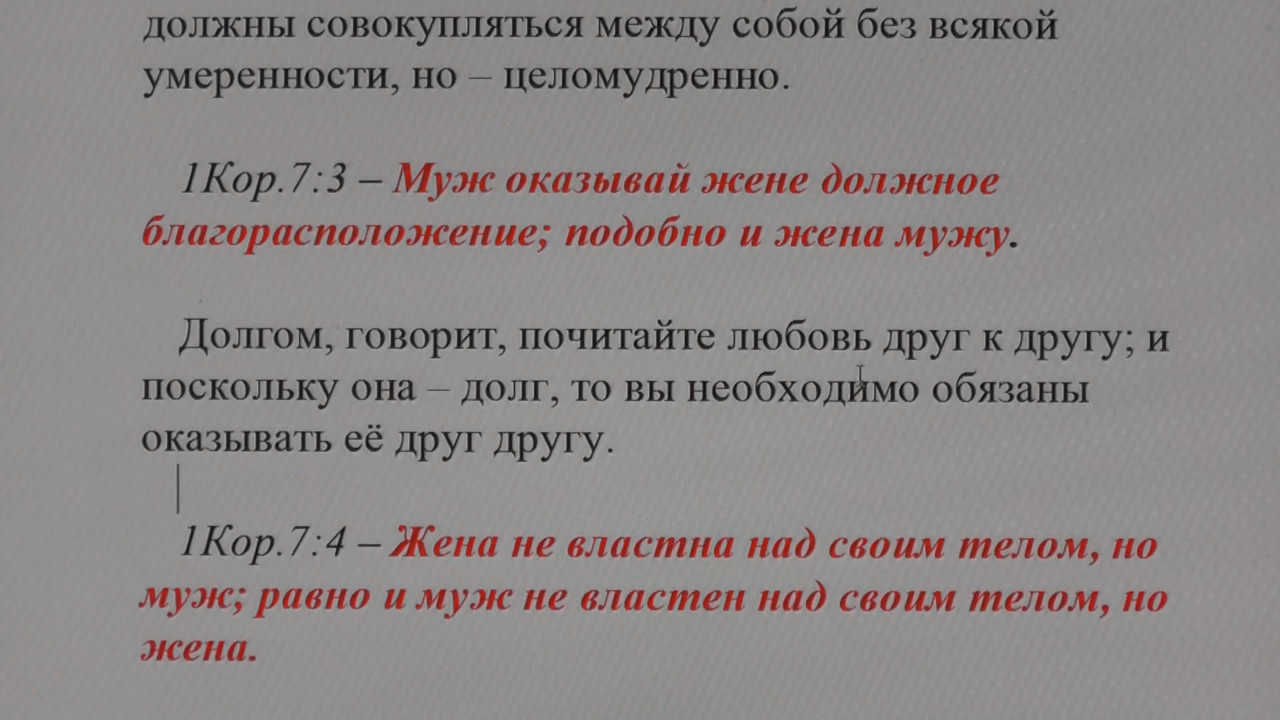 должны совокупляться между собой без всякой
умеренности, но – целомудренно.
1Кор.7:3 – Муж оказывай жене должное
благорасположение; подобно и жена мужу.
Долгом, говорит, почитайте любовь друг к другу; и
поскольку она – долг, то вы необходимо обязаны
оказывать её друг другу.
1Кор.7:4 – Жена не властна над своим телом, но
муж; равно и муж не властен над своим телом, но
жена.